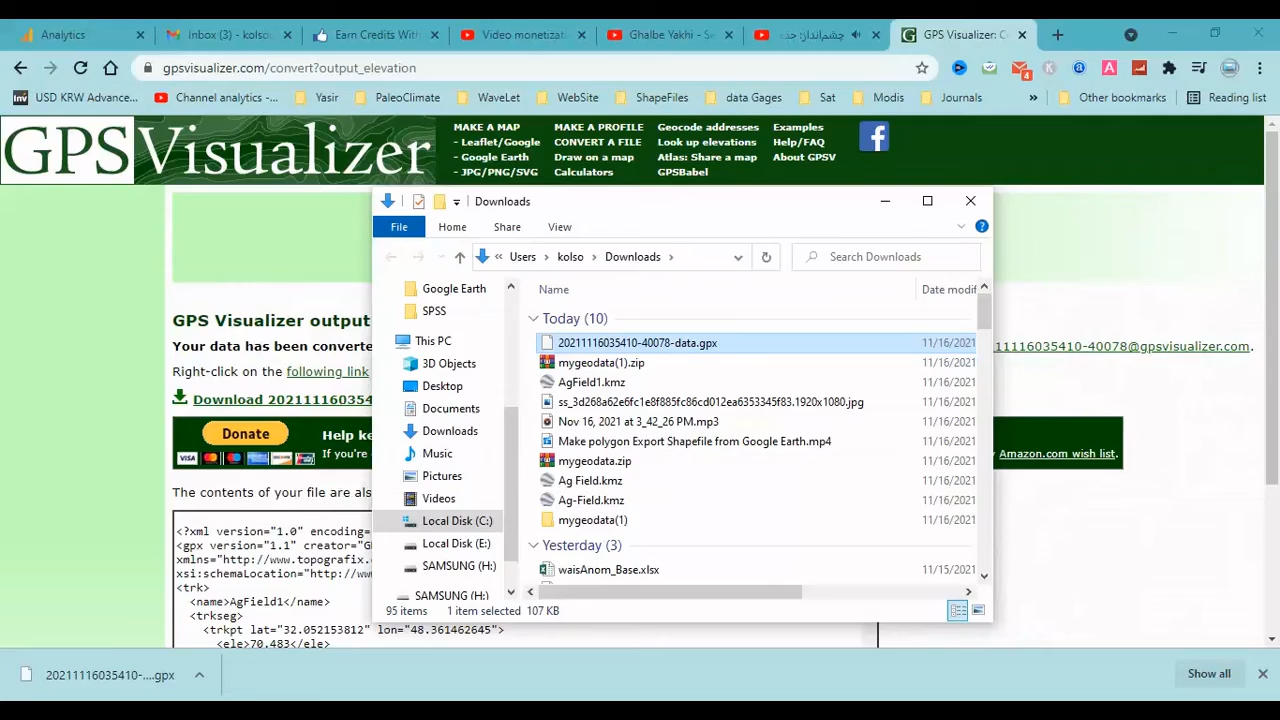 Analytics
Inbox (3) - kolso
Earn Credits With
Video monetiza
Ghalbe Yakhi - S
چشم‌انداز: جده
GPS Visualizer: C
gpsvisualizer.com/convert?output_elevation
4
USD KRW Advance...
Channel analytics -...
Yasir
PaleoClimate
WaveLet
WebSite
ShapeFiles
data Gages
Sat
Modis
Journals
»
Other bookmarks
Reading list
GPSVisualizer
MAKE A MAP
- Leaflet/Google
- Google Earth
- JPG/PNG/SVG
MAKE A PROFILE
CONVERT A FILE
Draw on a map
Calculators
Geocode addresses
Look up elevations
Atlas: Share a map
GPSBabel
Examples
Help/FAQ
About GPSV
Downloads
File
Home
Share
View
« Users > kolso > Downloads >
Search Downloads
Google Earth
SPSS
This PC
3D Objects
Desktop
Documents
Downloads
Music
Pictures
Videos
Local Disk (C:)
Local Disk (E:)
SAMSUNG (H:)
SAMSUNG (H:)
Name
Date modif
Today (10)
20211116035410-40078-data.gpx 11/16/2021
mygeodata(1).zip 11/16/2021
AgField1.kmz 11/16/2021
ss_3d268a62e6fc1e8f885fc86cd012ea6353345f83.1920x1080.jpg 11/16/2021
Nov 16, 2021 at 3_42_26 PM.mp3 11/16/2021
Make polygon Export Shapefile from Google Earth.mp4 11/16/2021
mygeodata.zip 11/16/2021
Ag Field.kmz 11/16/2021
Ag-Field.kmz 11/16/2021
mygeodata(1) 11/16/2021
Yesterday (3)
waisAnom_Base.xlsx 11/15/2021
95 items 1 item selected 107 KB
GPS Visualizer output
Your data has been converte
11116035410-40078@gpsvisualizer.com.
Right-click on the following link
Download 202111160354
Donate
VISA
Help ke
If you're
Amazon.com wish list.
The contents of your file are als
<?xml version="1.0" encoding=
<gpx version="1.1" creator="G
xmlns="http://www.topografix.
xsi:schemaLocation="http://ww
<trk>
<name>AgField1</name>
<trkseg>
<trkpt lat="32.052153812" lon="48.361462645">
<ele>70.483</ele>
20211116035410-....gpx
Show all